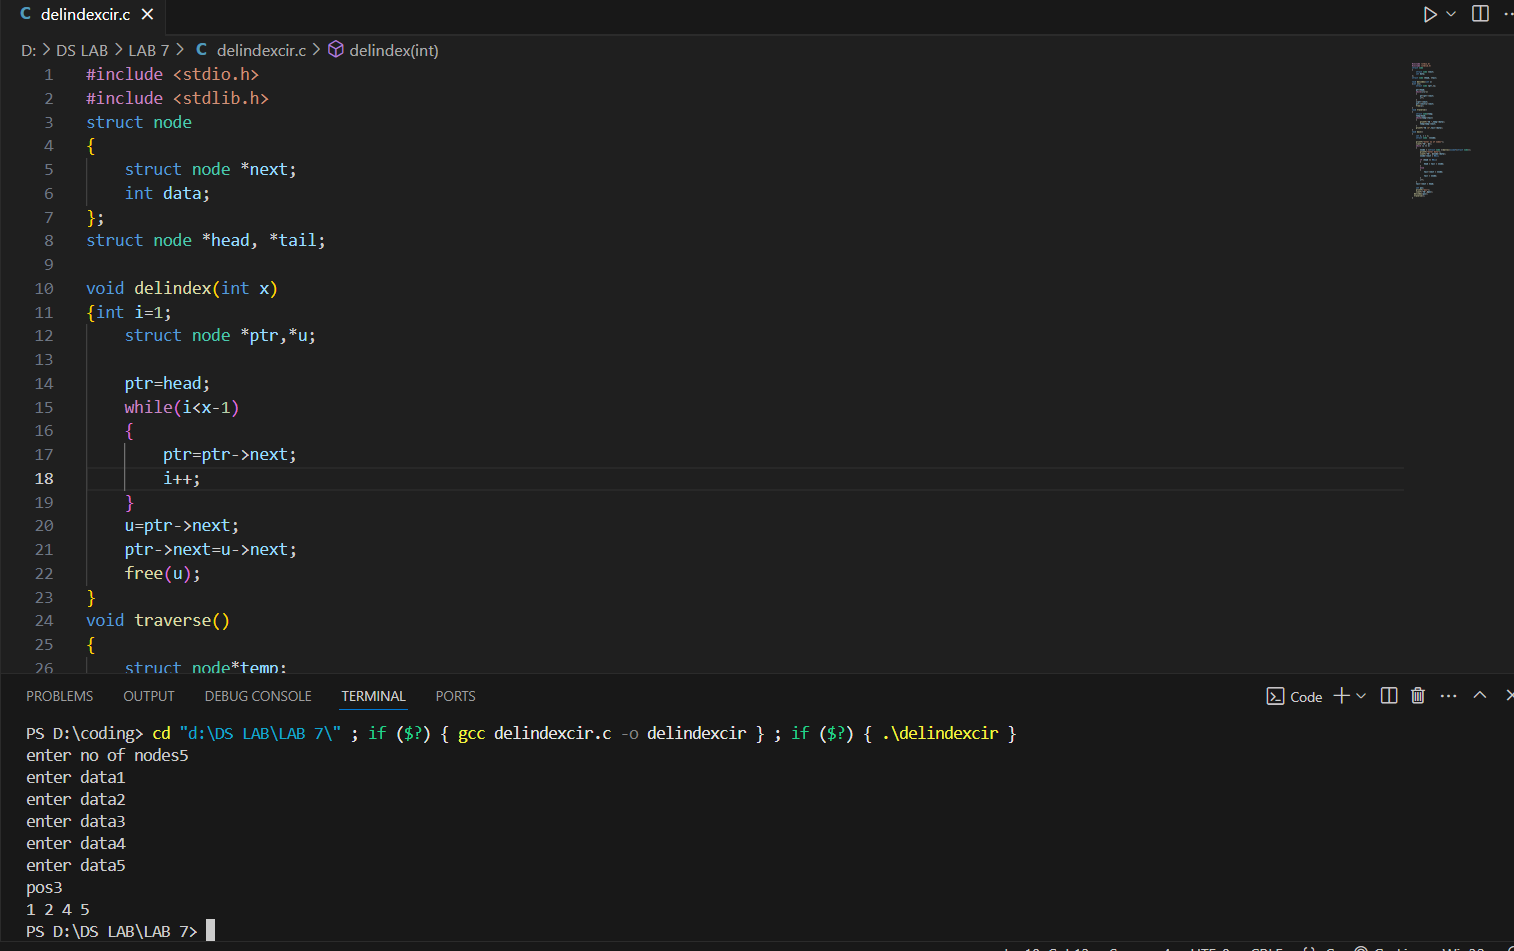 C delindexcir.c ×
D: > DS LAB > LAB 7 > C delindexcir.c > delindex(int)
1 #include <stdio.h>
2 #include <stdlib.h>
3 struct node
4 {
5 struct node *next;
6 int data;
7 };
8 struct node *head, *tail;
9
10 void delindex(int x)
11 {int i=1;
12 struct node *ptr,*u;
13
14 ptr=head;
15 while(i<x-1)
16 {
17 ptr=ptr->next;
18 i++;
19 }
20 u=ptr->next;
21 ptr->next=u->next;
22 free(u);
23 }
24 void traverse()
25 {
26 struct node*temp;
PROBLEMS OUTPUT DEBUG CONSOLE TERMINAL PORTS Code
PS D:\coding> cd "d:\DS LAB\LAB 7\" ; if ($?) { gcc delindexcir.c -o delindexcir } ; if ($?) { .\delindexcir }
enter no of nodes5
enter data1
enter data2
enter data3
enter data4
enter data5
pos3
1 2 4 5
PS D:\DS LAB\LAB 7>